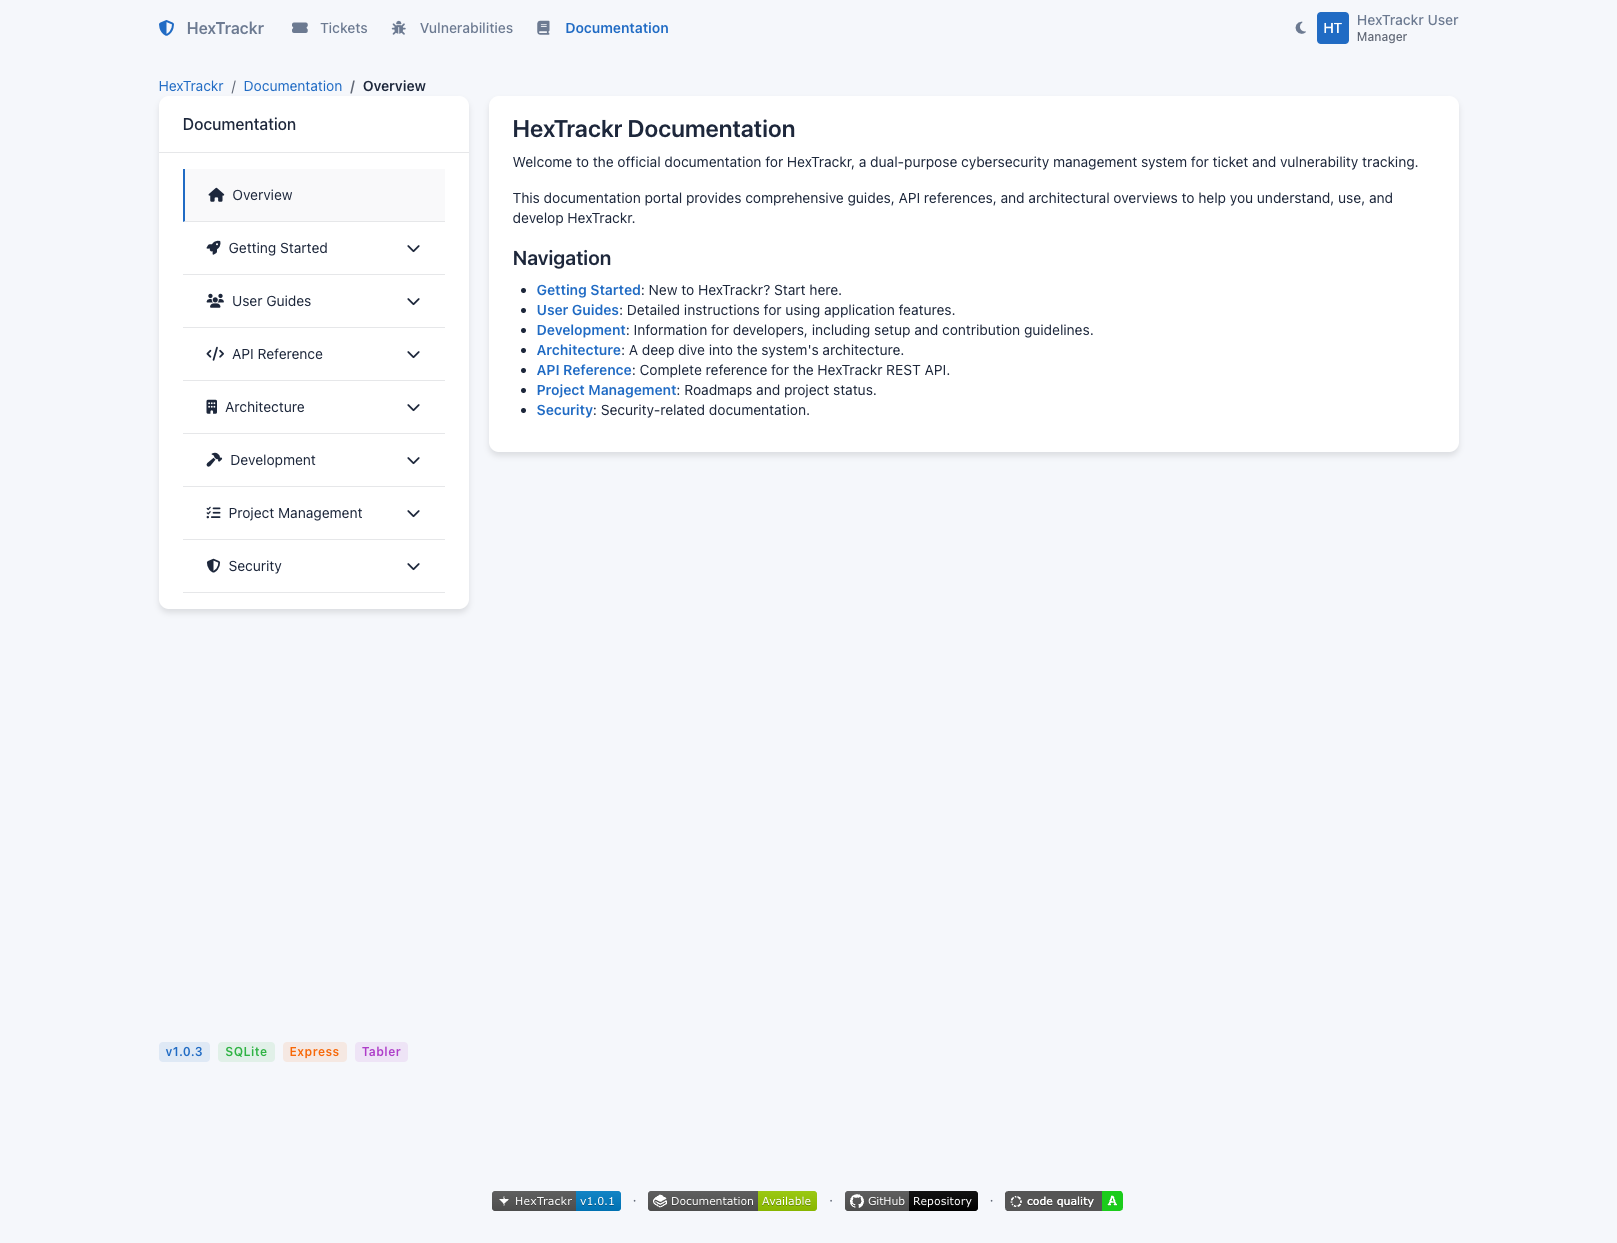 HexTrackr
Tickets
Vulnerabilities
Documentation
HT
HexTrackr User
Manager
HexTrackr / Documentation / Overview
Documentation
Overview
Getting Started
User Guides
API Reference
Architecture
Development
Project Management
Security
HexTrackr Documentation
Welcome to the official documentation for HexTrackr, a dual-purpose cybersecurity management system for ticket and vulnerability tracking.
This documentation portal provides comprehensive guides, API references, and architectural overviews to help you understand, use, and
develop HexTrackr.
Navigation
• Getting Started: New to HexTrackr? Start here.
• User Guides: Detailed instructions for using application features.
• Development: Information for developers, including setup and contribution guidelines.
• Architecture: A deep dive into the system's architecture.
• API Reference: Complete reference for the HexTrackr REST API.
• Project Management: Roadmaps and project status.
• Security: Security-related documentation.
v1.0.3 SQLite Express Tabler
HexTrackr v1.0.1 · Documentation Available · GitHub Repository · code quality A